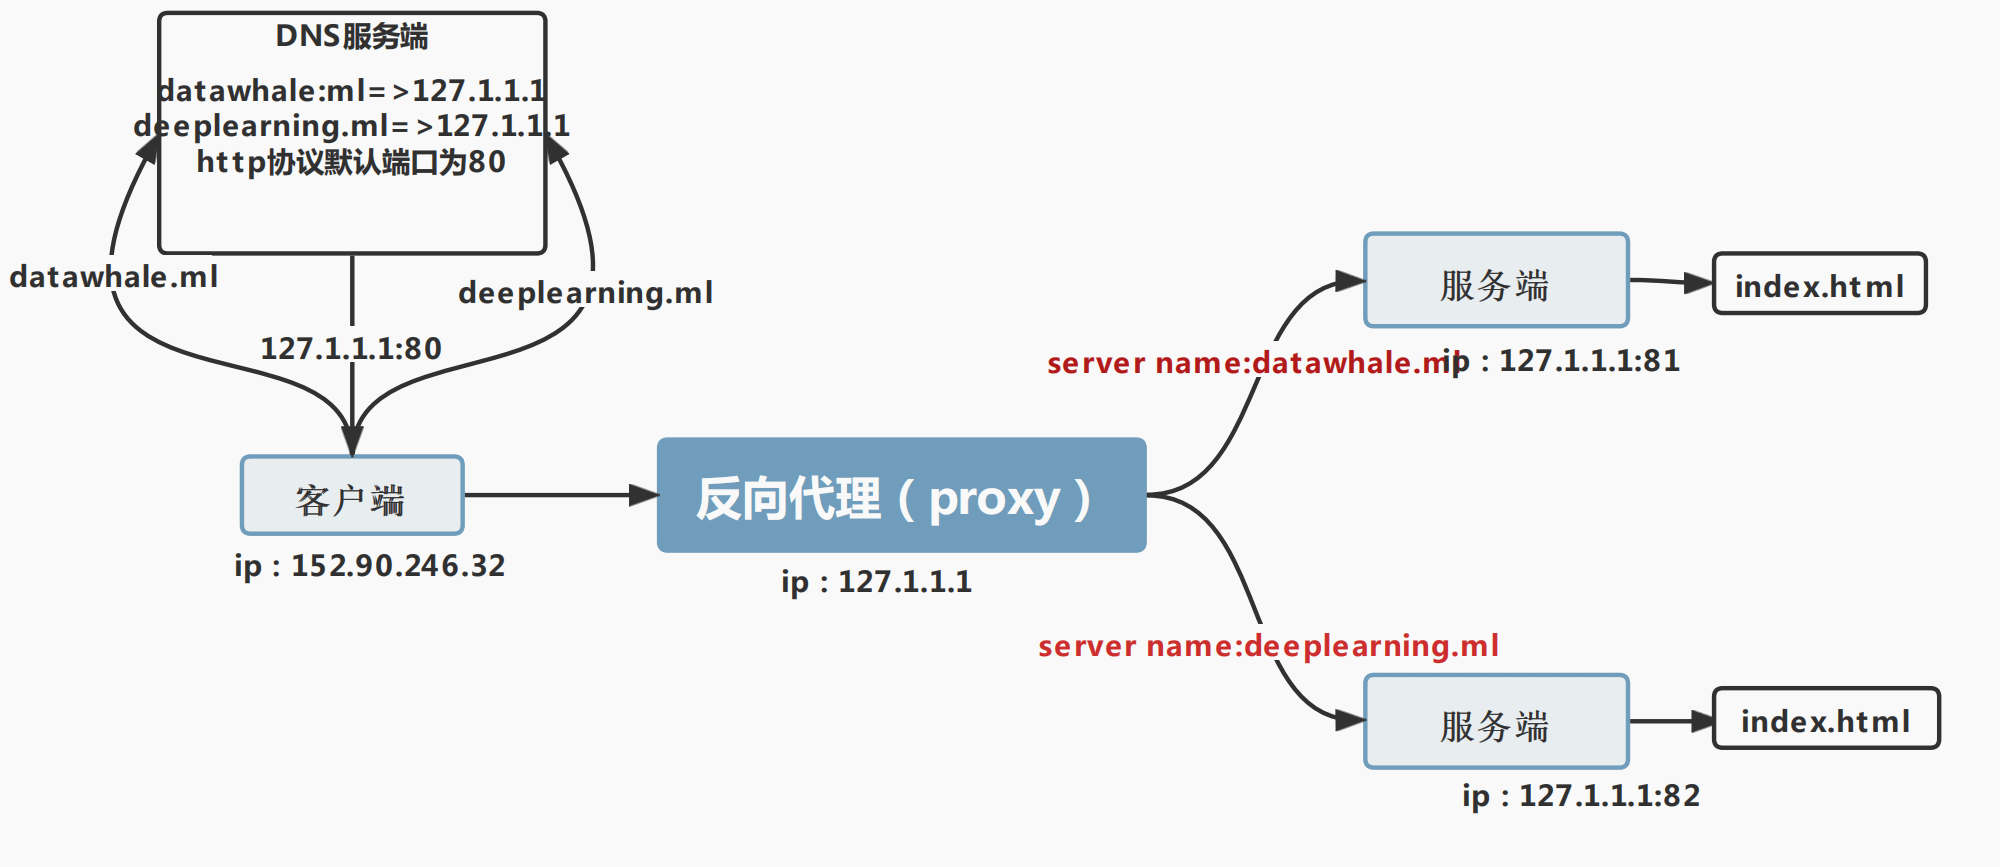 DNS服务端
datawhale:ml=>127.1.1.1
deeplearning.ml=>127.1.1.1
http协议默认端口为80
datawhale.ml
deeplearning.ml
127.1.1.1:80
客户端
ip：152.90.246.32
反向代理（proxy）
ip：127.1.1.1
server name:datawhale.ml
服务端
ip：127.1.1.1:81
index.html
server name:deeplearning.ml
服务端
ip：127.1.1.1:82
index.html